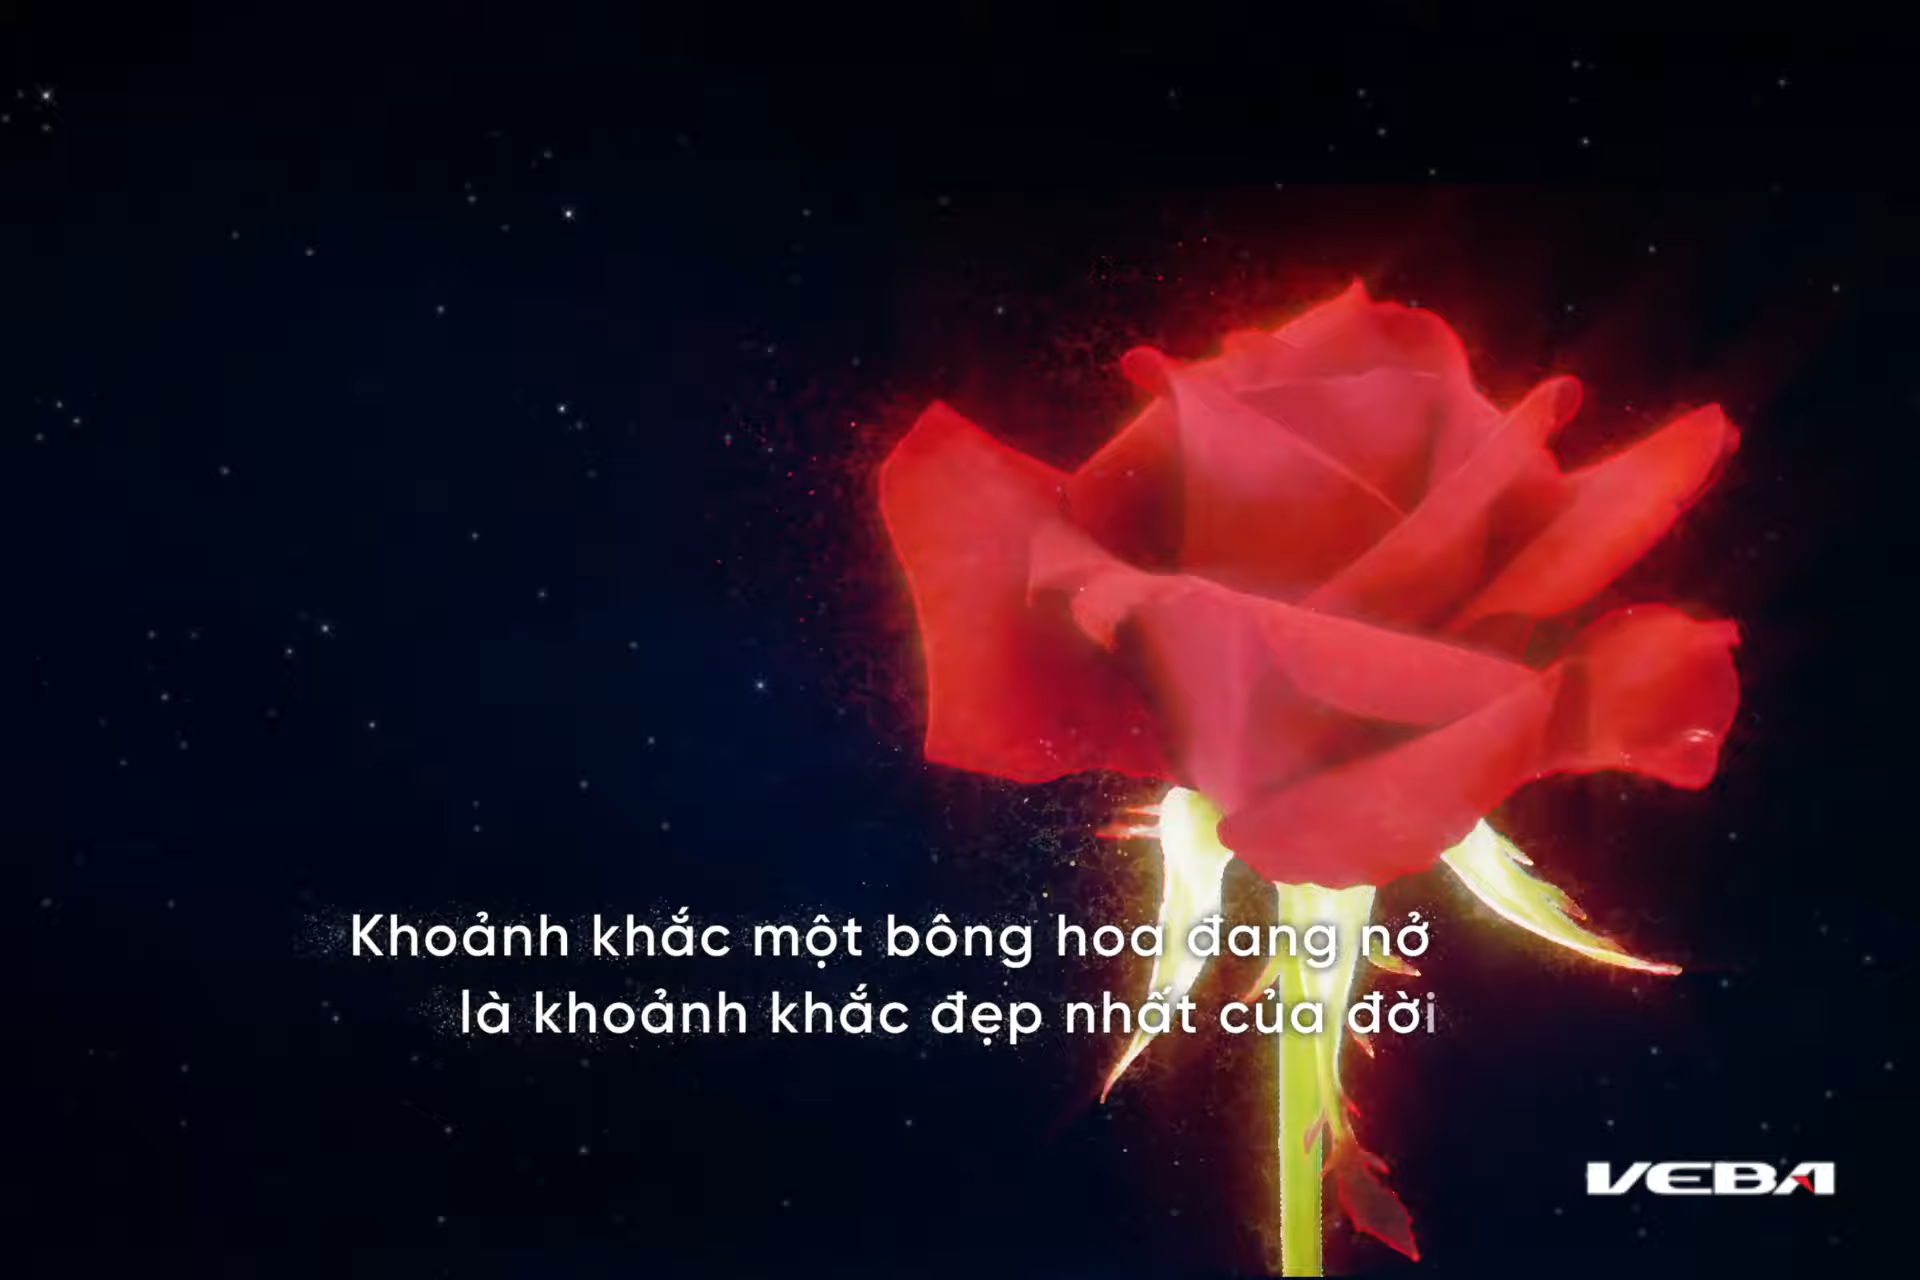 Khoảnh khắc một bông hoa đang nở
là khoảnh khắc đẹp nhất của đời
VEBA